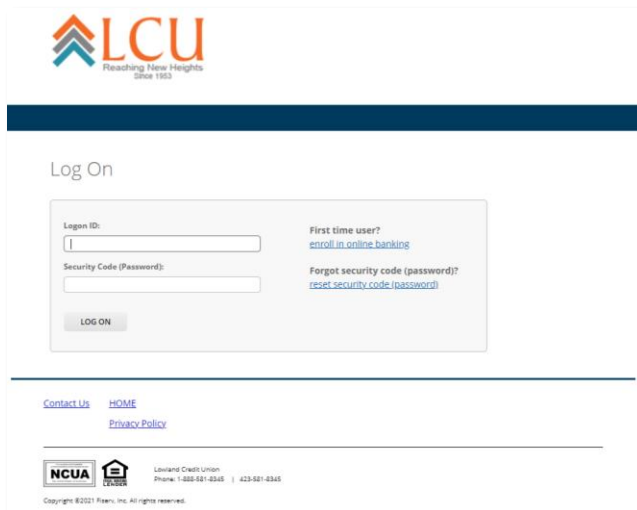 LCU
Reaching New Heights
Since 1953
Log On
Logon ID:
First time user?
enroll in online banking
Security Code (Password):
Forgot security code (password)?
reset security code (password)
LOG ON
Contact Us HOME
Privacy Policy
NCUA
LENDER
Lowland Credit Union
Phone: 1-888-581-8345 | 423-581-8345
Copyright ©2021 Fiserv, Inc. All rights reserved.